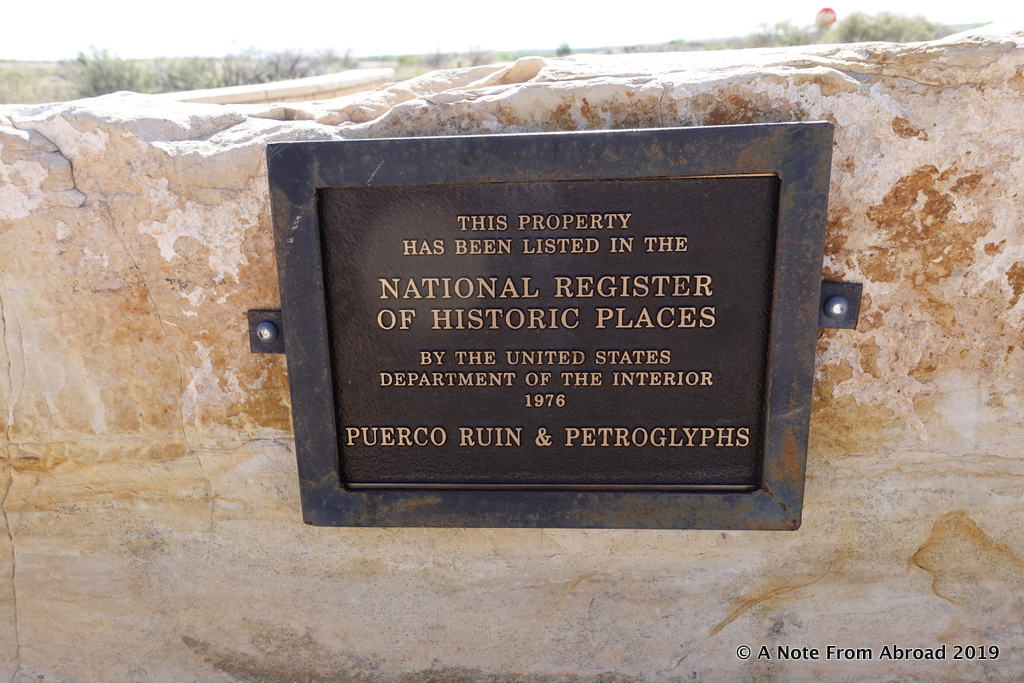 THIS PROPERTY
HAS BEEN LISTED IN THE
NATIONAL REGISTER
OF HISTORIC PLACES
BY THE UNITED STATES
DEPARTMENT OF THE INTERIOR
1976
PUERCO RUIN & PETROGLYPHS
© A Note From Abroad 2019